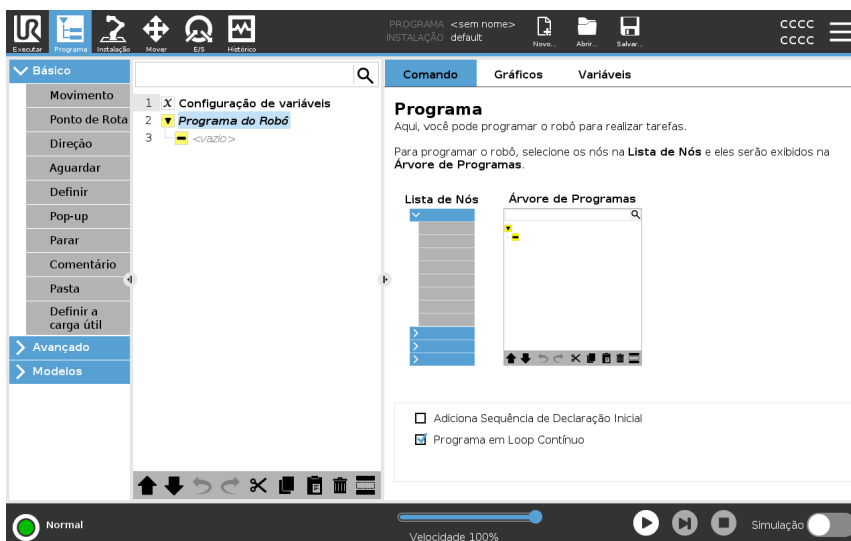 UR
PROGRAMA <sem nome>
INSTALAÇÃO default
CCCC
CCCC
Executar Programa Instalação Mover E/S Histórico Novo... Abrir... Salvar...
Básico
Movimento
Ponto de Rota
Direção
Aguardar
Definir
Pop-up
Parar
Comentário
Pasta
Definir a
carga útil
Avançado
Modelos
1 X Configuração de variáveis
2 Programa do Robô
3 <vazio>
Comando Gráficos Variáveis
Programa
Aqui, você pode programar o robô para realizar tarefas.
Para programar o robô, selecione os nós na Lista de Nós e eles serão exibidos na
Árvore de Programas.
Lista de Nós Árvore de Programas
Adiciona Sequência de Declaração Inicial
Programa em Loop Contínuo
Normal
Velocidade 100%
Simulação